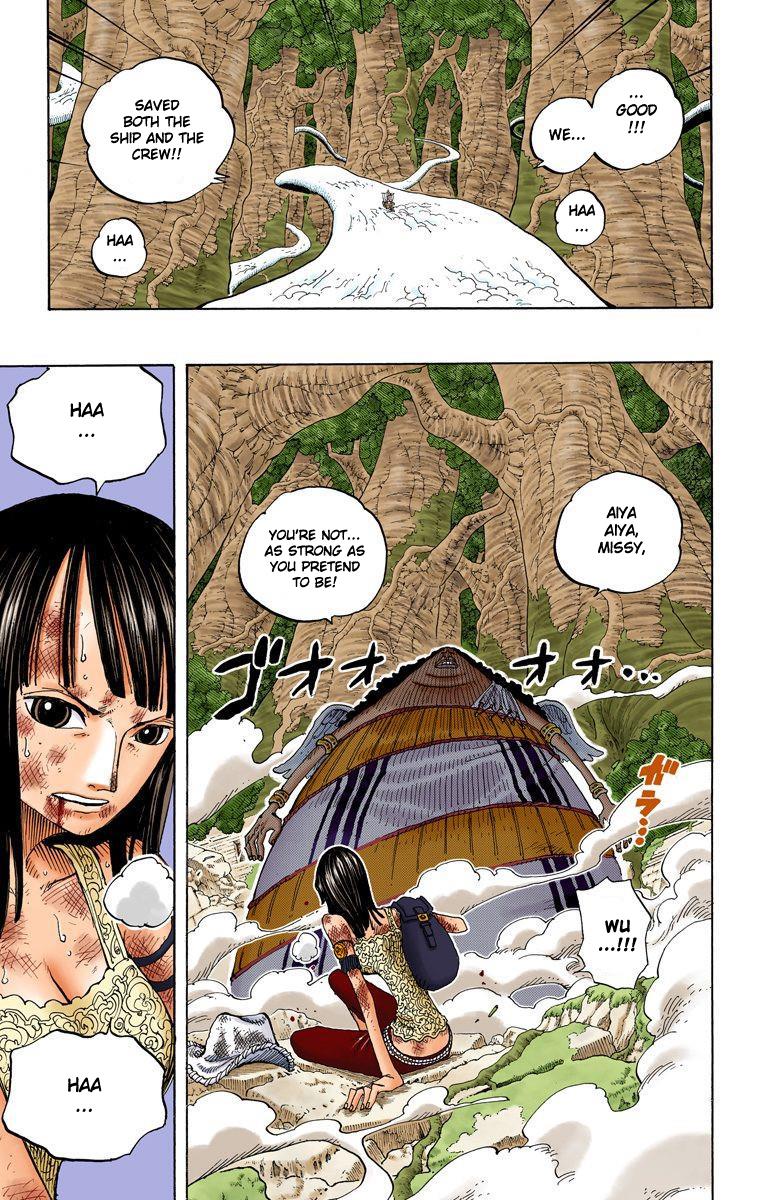 ...
GOOD
!!!
WE...
HAA
...
SAVED
BOTH THE
SHIP AND THE
CREW!!
HAA
...
AIYA
AIYA,
MISSY,
YOU'RE NOT...
AS STRONG AS
YOU PRETEND
TO BE!
ゴオオオオ...
ガラ...
WU
...!!!
HAA
...
HAA
...